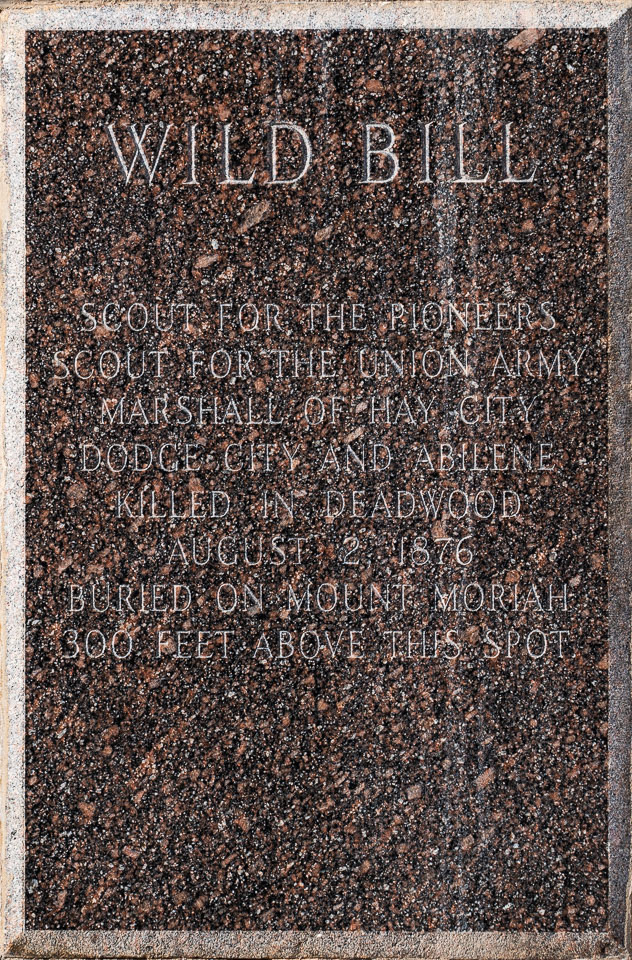 WILD BILL
SCOUT FOR THE PIONEERS
SCOUT FOR THE UNION ARMY
MARSHALL OF HAY CITY
DODGE CITY AND ABILENE
KILLED IN DEADWOOD
AUGUST 2, 1876
BURIED ON MOUNT MORIAH
300 FEET ABOVE THIS SPOT.